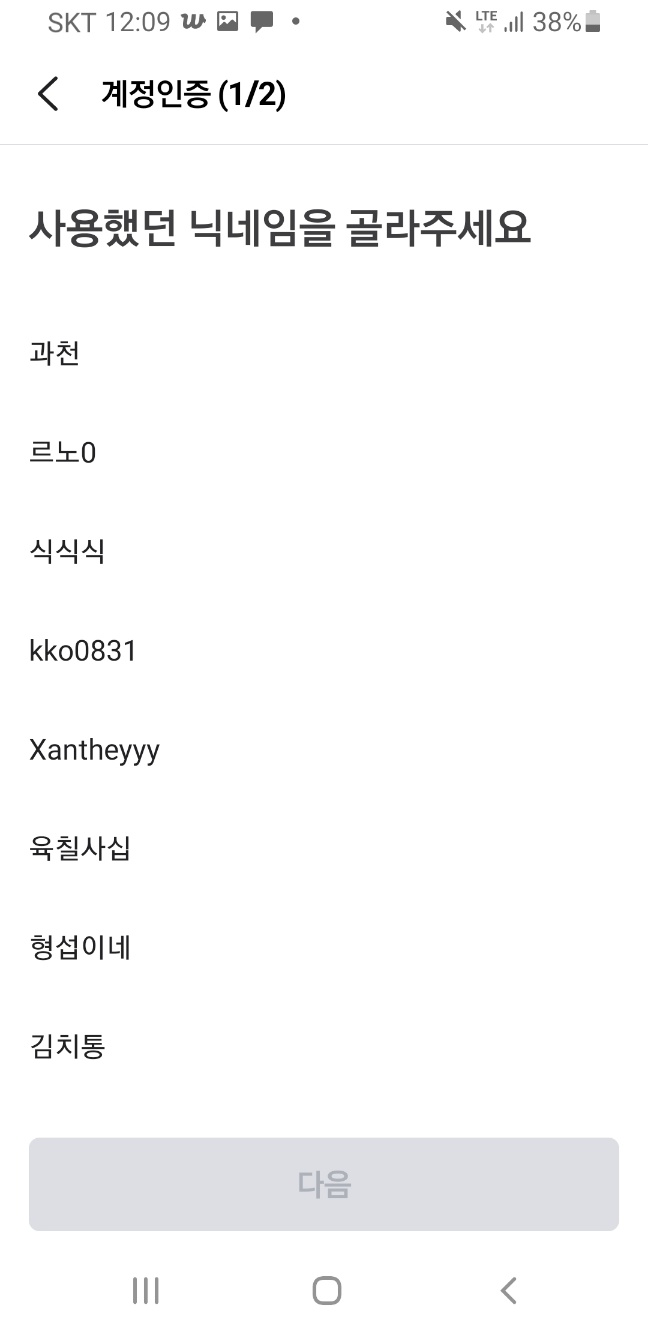 SKT 12:09 LTE 38%
계정인증 (1/2)
사용했던 닉네임을 골라주세요
과천
르노0
식식식
kko0831
Xantheyyy
육칠사십
형섭이네
김치통
다음